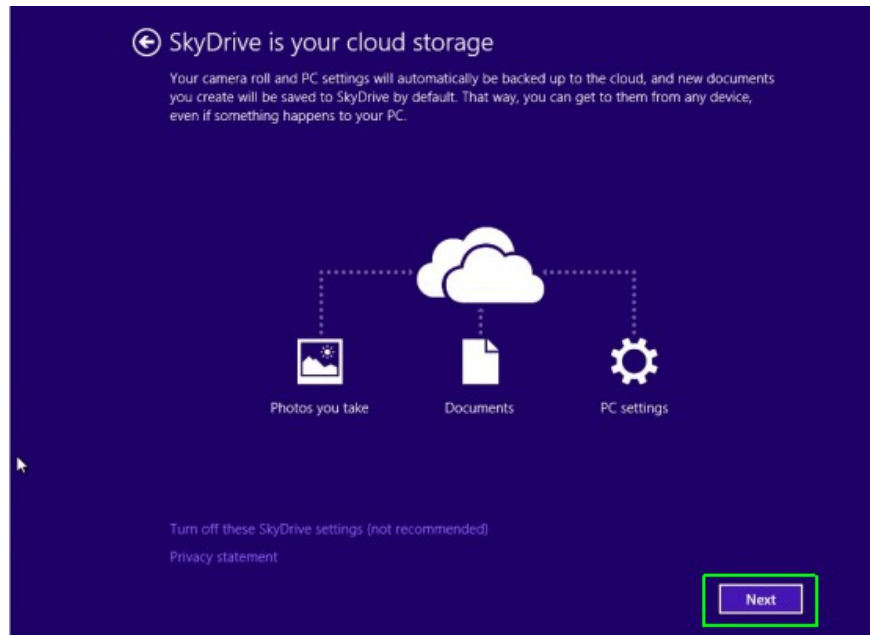 SkyDrive is your cloud storage
Your camera roll and PC settings will automatically be backed up to the cloud, and new documents
you create will be saved to SkyDrive by default. That way, you can get to them from any device,
even if something happens to your PC.
Photos you take
Documents
PC settings
Turn off these SkyDrive settings (not recommended)
Privacy statement
Next